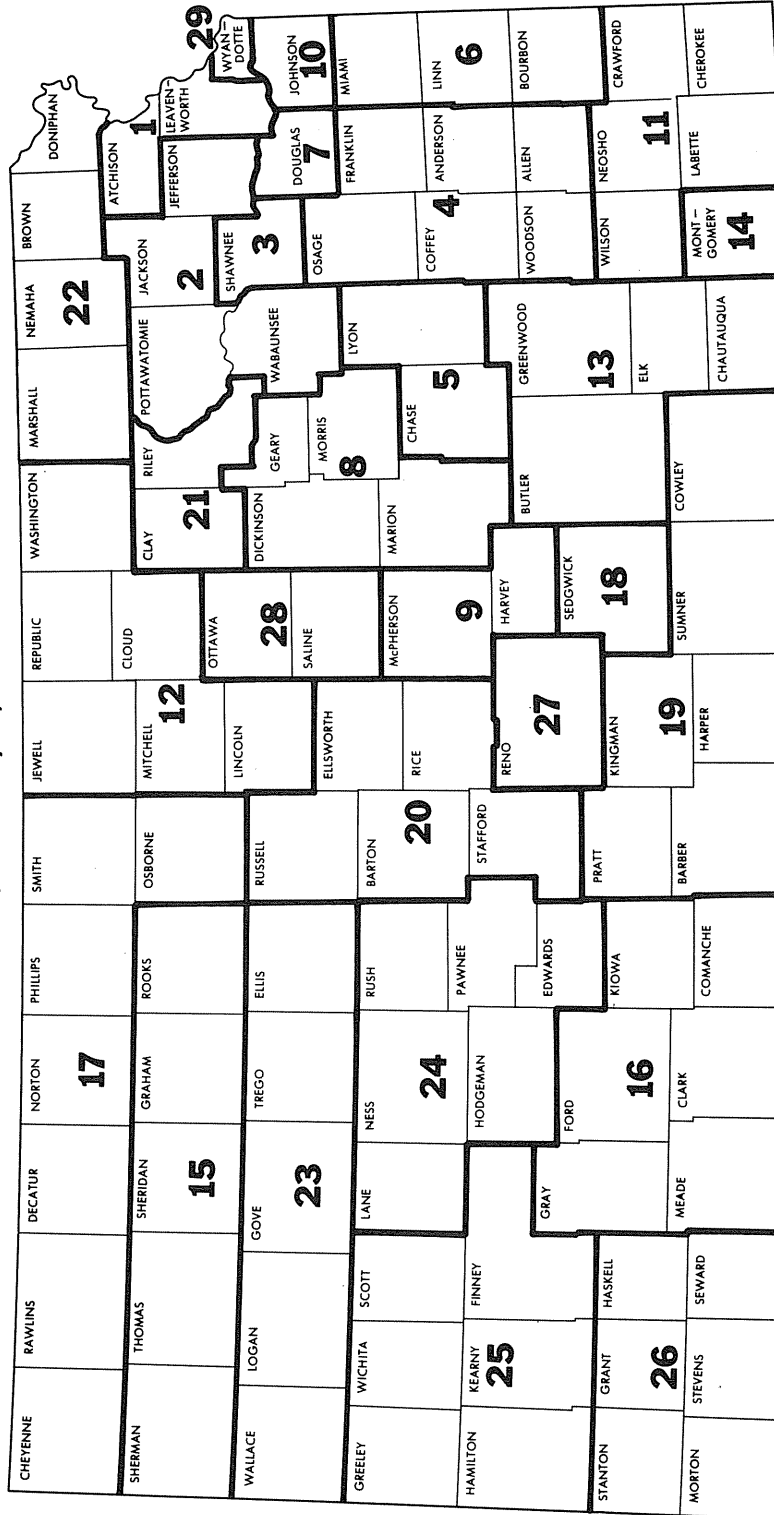 CHEYENNE
RAWLINS
DECATUR
NORTON
17
PHILLIPS
SMITH
JEWELL
REPUBLIC
WASHINGTON
MARSHALL
NEMAHA
22
BROWN
DONIPHAN
SHERMAN
THOMAS
SHERIDAN
15
GRAHAM
ROOKS
OSBORNE
MITCHELL
12
CLOUD
CLAY
21
RILEY
POTTAWATOMIE
JACKSON
2
ATCHISON
1
JEFFERSON
LEAVEN-
WORTH
WYAN-
DOTTE
29
WALLACE
LOGAN
GOVE
23
TREGO
ELLIS
RUSSELL
LINCOLN
OTTAWA
28
SALINE
DICKINSON
GEARY
MORRIS
8
WABAUNSEE
SHAWNEE
3
DOUGLAS
7
JOHNSON
10
GREELEY
WICHITA
SCOTT
LANE
NESS
24
RUSH
BARTON
20
ELLSWORTH
RICE
McPHERSON
9
MARION
CHASE
5
LYON
OSAGE
FRANKLIN
MIAMI
HAMILTON
KEARNY
25
FINNEY
HODGEMAN
PAWNEE
STAFFORD
RENO
27
HARVEY
BUTLER
GREENWOOD
13
COFFEY
4
ANDERSON
LINN
6
WOODSON
ALLEN
BOURBON
GRAY
FORD
16
EDWARDS
KIOWA
PRATT
KINGMAN
19
SEDGWICK
18
ELK
WILSON
NEOSHO
11
CRAWFORD
STANTON
GRANT
26
HASKELL
MORTON
STEVENS
SEWARD
MEADE
CLARK
COMANCHE
BARBER
HARPER
SUMNER
COWLEY
CHAUTAUQUA
MONT-
GOMERY
14
LABETTE
CHEROKEE